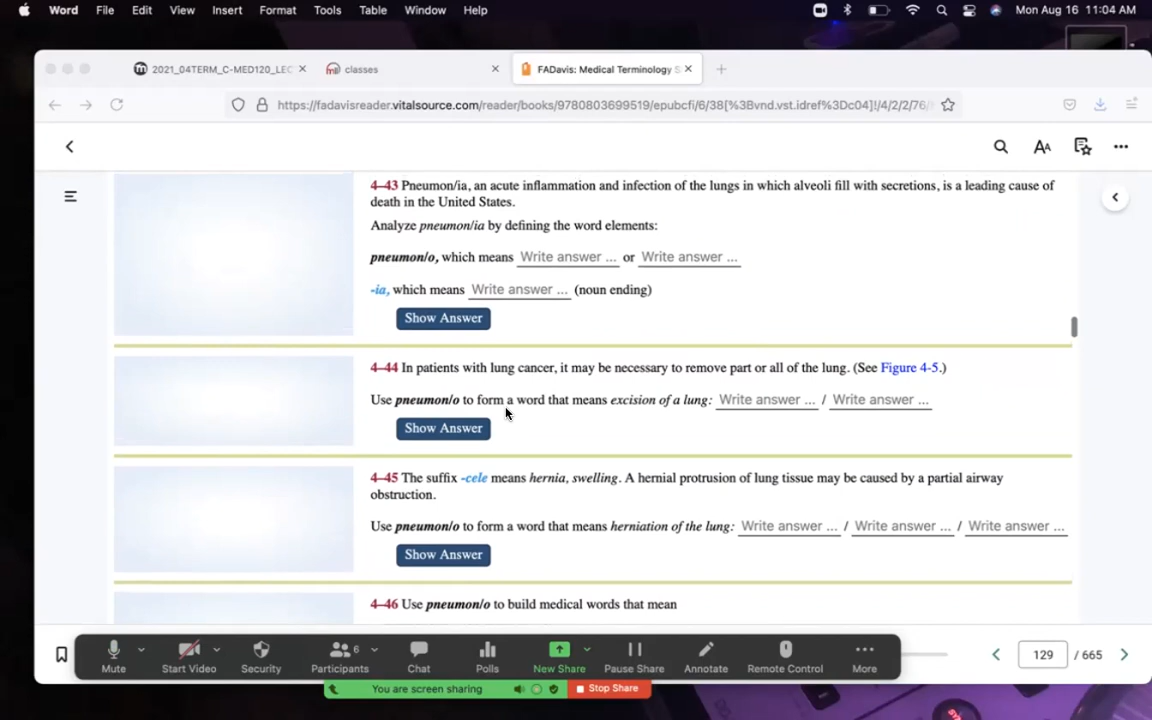 Word File Edit View Insert Format Tools Table Window Help Mon Aug 16 11:04 AM
2021_04TERM_C-MED120_LEC classes FADavis: Medical Terminology S
https://fadavisreader.vitalsource.com/reader/books/9780803699519/epubcfi/6/38[%3Bvnd.vst.idref%3Dc04]!/4/2/2/76/
AA
4–43 Pneumon/ia, an acute inflammation and infection of the lungs in which alveoli fill with secretions, is a leading cause of
death in the United States.
Analyze pneumon/ia by defining the word elements:
pneumon/o, which means Write answer ... or Write answer ...
-ia, which means Write answer ... (noun ending)
Show Answer
4–44 In patients with lung cancer, it may be necessary to remove part or all of the lung. (See Figure 4-5.)
Use pneumon/o to form a word that means excision of a lung: Write answer ... / Write answer ...
Show Answer
4–45 The suffix -cele means hernia, swelling. A hernial protrusion of lung tissue may be caused by a partial airway
obstruction.
Use pneumon/o to form a word that means herniation of the lung: Write answer ... / Write answer ... / Write answer ...
Show Answer
4–46 Use pneumon/o to build medical words that mean
129 / 665
6
Mute Start Video Security Participants Chat Polls New Share Pause Share Annotate Remote Control More
You are screen sharing Stop Share